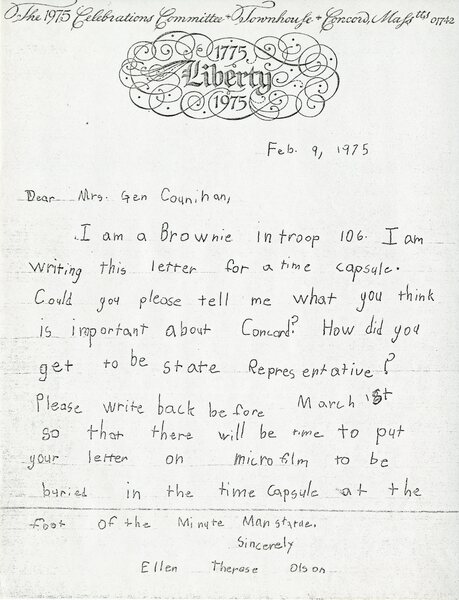 The 1975 Celebrations Committee • Townhouse • Concord, Mass'tts 01742
1775
Liberty
1975
Feb. 9, 1975
Dear Mrs. Gen Counihan,
I am a Brownie in troop 106. I am
writing this letter for a time capsule.
Could you please tell me what you think
is important about Concord? How did you
get to be state Representative?
Please write back before March 1st
so that there will be time to put
your letter on microfilm to be
buried in the time capsule at the
foot of the Minute Man statue.
Sincerely
Ellen Therese Olson